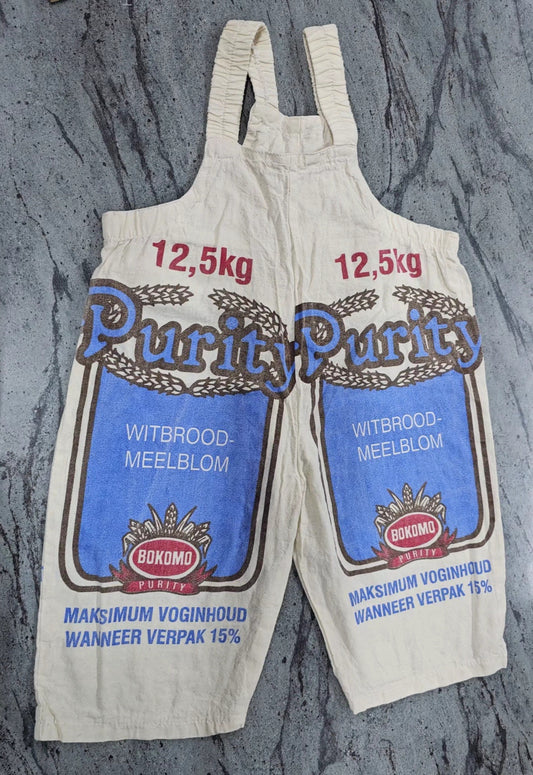 12,5kg
Purity
WITBROOD-
MEELBLOM
BOKOMO
PURITY
MAKSIMUM VOGINHOUD
WANNEER VERPAK 15%
12,5kg
Purity
WITBROOD-
MEELBLOM
BOKOMO
PURITY
MAKSIMUM VOGINHOUD
WANNEER VERPAK 15%